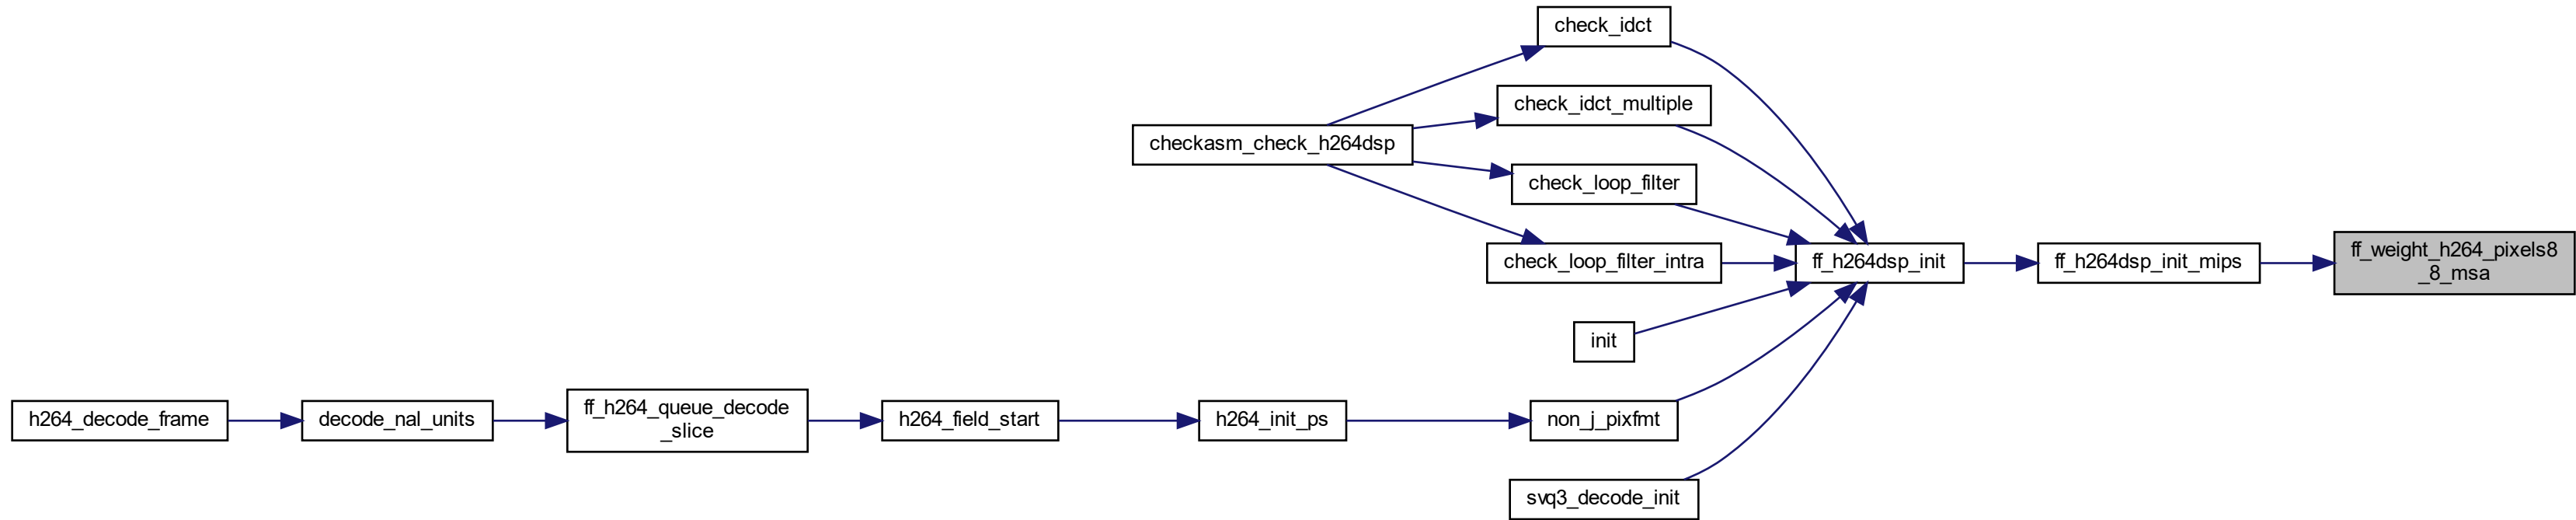 check_idct
check_idct_multiple
checkasm_check_h264dsp
check_loop_filter
check_loop_filter_intra
ff_h264dsp_init
ff_h264dsp_init_mips
ff_weight_h264_pixels8
_8_msa
init
h264_decode_frame
decode_nal_units
ff_h264_queue_decode
_slice
h264_field_start
h264_init_ps
non_j_pixfmt
svq3_decode_init